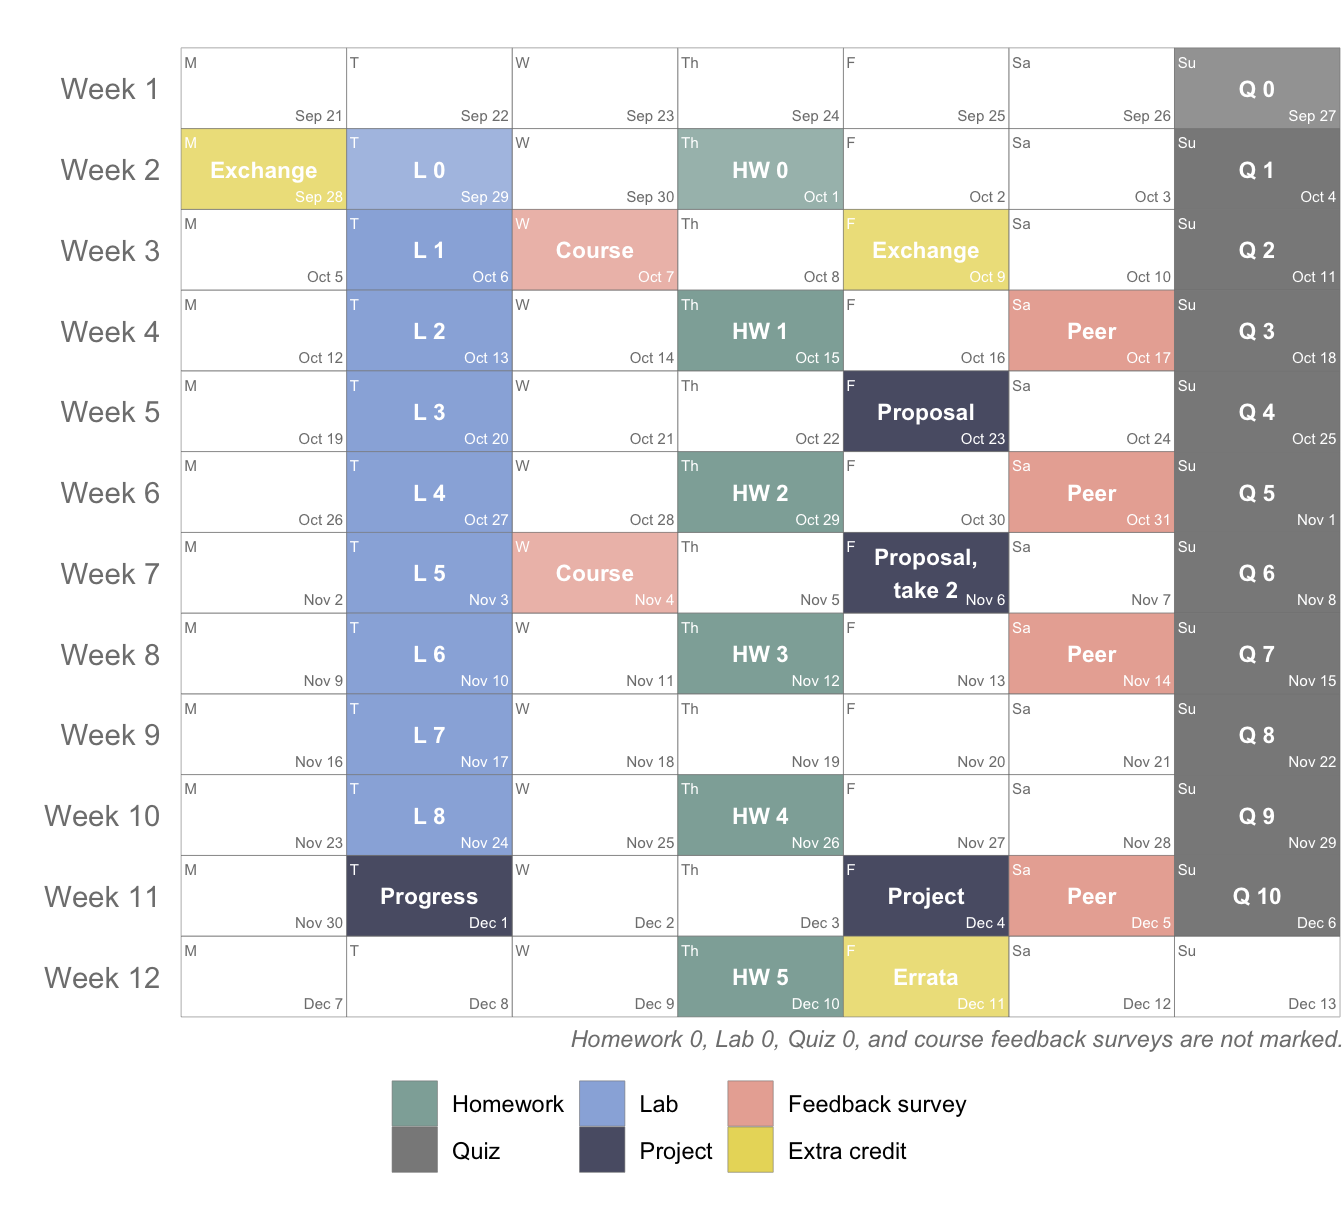 Week 1
M T W Th F Sa Su
Q 0
Sep 21 Sep 22 Sep 23 Sep 24 Sep 25 Sep 26 Sep 27
Week 2
M T W Th F Sa Su
Exchange L 0 HW 0 Q 1
Sep 28 Sep 29 Sep 30 Oct 1 Oct 2 Oct 3 Oct 4
Week 3
M T W Th F Sa Su
L 1 Course Exchange Q 2
Oct 5 Oct 6 Oct 7 Oct 8 Oct 9 Oct 10 Oct 11
Week 4
M T W Th F Sa Su
L 2 HW 1 Peer Q 3
Oct 12 Oct 13 Oct 14 Oct 15 Oct 16 Oct 17 Oct 18
Week 5
M T W Th F Sa Su
L 3 Proposal Q 4
Oct 19 Oct 20 Oct 21 Oct 22 Oct 23 Oct 24 Oct 25
Week 6
M T W Th F Sa Su
L 4 HW 2 Peer Q 5
Oct 26 Oct 27 Oct 28 Oct 29 Oct 30 Oct 31 Nov 1
Week 7
M T W Th F Sa Su
L 5 Course Proposal, take 2 Q 6
Nov 2 Nov 3 Nov 4 Nov 5 Nov 6 Nov 7 Nov 8
Week 8
M T W Th F Sa Su
L 6 HW 3 Peer Q 7
Nov 9 Nov 10 Nov 11 Nov 12 Nov 13 Nov 14 Nov 15
Week 9
M T W Th F Sa Su
L 7 Q 8
Nov 16 Nov 17 Nov 18 Nov 19 Nov 20 Nov 21 Nov 22
Week 10
M T W Th F Sa Su
L 8 HW 4 Q 9
Nov 23 Nov 24 Nov 25 Nov 26 Nov 27 Nov 28 Nov 29
Week 11
M T W Th F Sa Su
Progress Project Peer Q 10
Nov 30 Dec 1 Dec 2 Dec 3 Dec 4 Dec 5 Dec 6
Week 12
M T W Th F Sa Su
HW 5 Errata
Dec 7 Dec 8 Dec 9 Dec 10 Dec 11 Dec 12 Dec 13
Homework 0, Lab 0, Quiz 0, and course feedback surveys are not marked.
Homework Lab Feedback survey
Quiz Project Extra credit